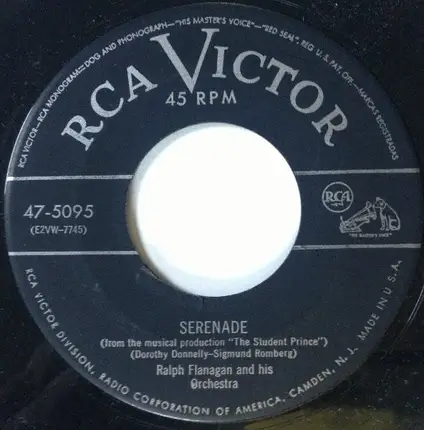 RCA VICTOR—RCA MONOGRAM—DOG AND PHONOGRAPH—"HIS MASTER'S VOICE"—"RED SEAL", REG. U. S. PAT. OFF.—MARCAS REGISTRADAS
RCA VICTOR
45 RPM
47-5095
(E2VW-7745)
RCA
"HIS MASTER'S VOICE"
SERENADE
(from the musical production "The Student Prince")
(Dorothy Donnelly-Sigmund Romberg)
Ralph Flanagan and his
Orchestra
RCA VICTOR DIVISION, RADIO CORPORATION OF AMERICA, CAMDEN, N. J. MADE IN U.S.A.